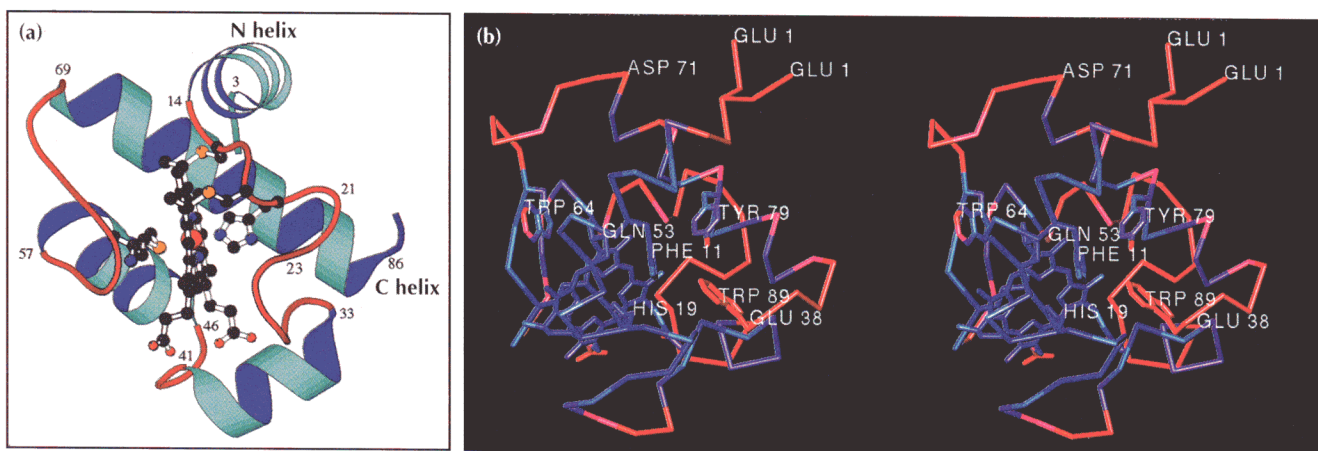 (a)
N helix
69
3
14
21
57
23
86
C helix
33
46
41
(b)
GLU 1
ASP 71
GLU 1
TRP 64
TYR 79
GLN 53
PHE 11
TRP 89
HIS 19
GLU 38
GLU 1
ASP 71
GLU 1
TRP 64
TYR 79
GLN 53
PHE 11
TRP 89
HIS 19
GLU 38